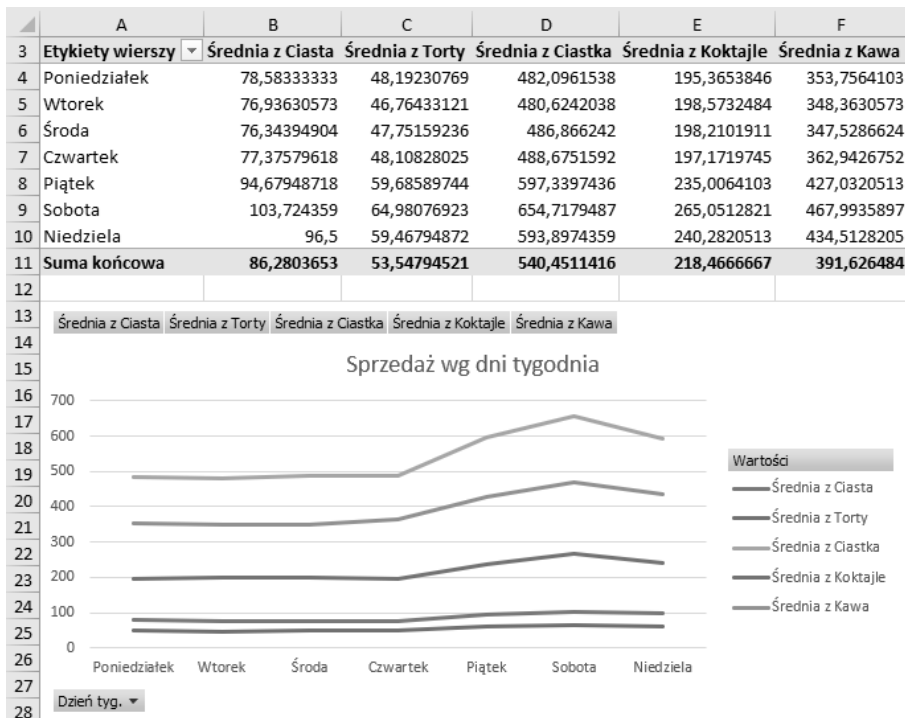 A B C D E F
3 Etykiety wierszy Średnia z Ciasta Średnia z Torty Średnia z Ciastka Średnia z Koktajle Średnia z Kawa
4 Poniedziałek 78,58333333 48,19230769 482,0961538 195,3653846 353,7564103
5 Wtorek 76,93630573 46,76433121 480,6242038 198,5732484 348,3630573
6 Środa 76,34394904 47,75159236 486,866242 198,2101911 347,5286624
7 Czwartek 77,37579618 48,10828025 488,6751592 197,1719745 362,9426752
8 Piątek 94,67948718 59,68589744 597,3397436 235,0064103 427,0320513
9 Sobota 103,724359 64,98076923 654,7179487 265,0512821 467,9935897
10 Niedziela 96,5 59,46794872 593,8974359 240,2820513 434,5128205
11 Suma końcowa 86,2803653 53,54794521 540,4511416 218,4666667 391,626484
12
13 Średnia z Ciasta Średnia z Torty Średnia z Ciastka Średnia z Koktajle Średnia z Kawa
14
15 Sprzedaż wg dni tygodnia
16 700
17
18 600
19 500
20 400
21
22 300
23 200
24 100
25 0
26 Poniedziałek Wtorek Środa Czwartek Piątek Sobota Niedziela
27
28 Dzień tyg.
Wartości
Średnia z Ciasta
Średnia z Torty
Średnia z Ciastka
Średnia z Koktajle
Średnia z Kawa